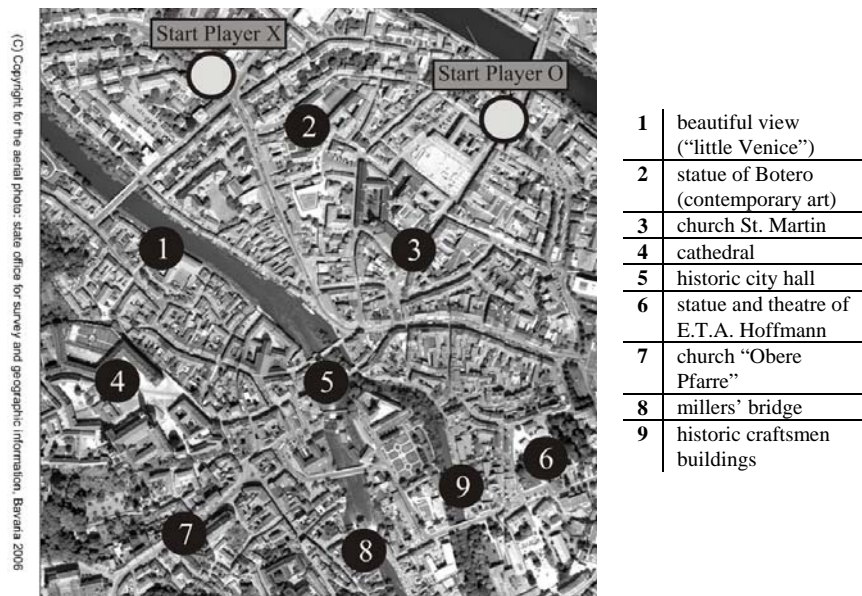 (C) Copyright for the aerial photo: state office for survey and geographic information, Bavaria 2006
Start Player X
Start Player O
2
1
3
4
5
6
9
7
8
1 beautiful view
(“little Venice”)
2 statue of Botero
(contemporary art)
3 church St. Martin
4 cathedral
5 historic city hall
6 statue and theatre of
E.T.A. Hoffmann
7 church “Obere
Pfarre”
8 millers’ bridge
9 historic craftsmen
buildings